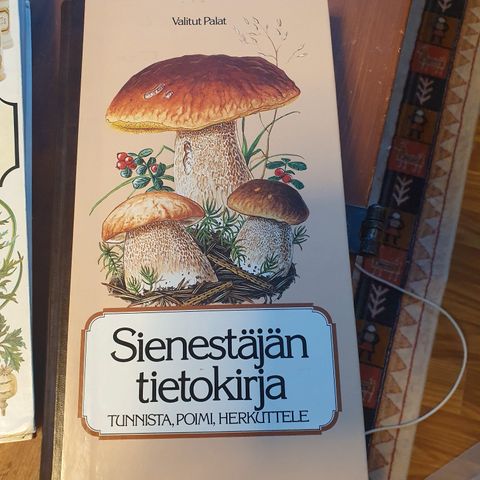 Valitut Palat
Sienestäjän
tietokirja
TUNNISTA, POIMI, HERKUTTELE